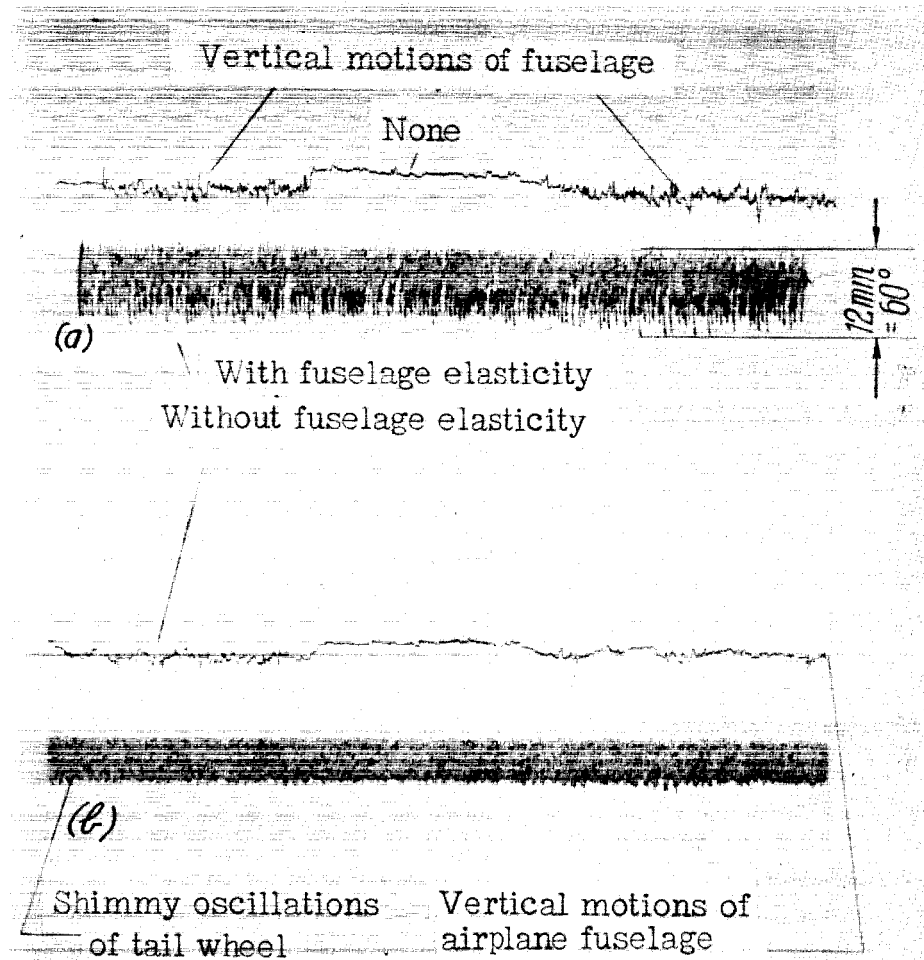 Vertical motions of fuselage
None
12mm
= 60°
(a)
With fuselage elasticity
Without fuselage elasticity
(b)
Shimmy oscillations
of tail wheel
Vertical motions of
airplane fuselage